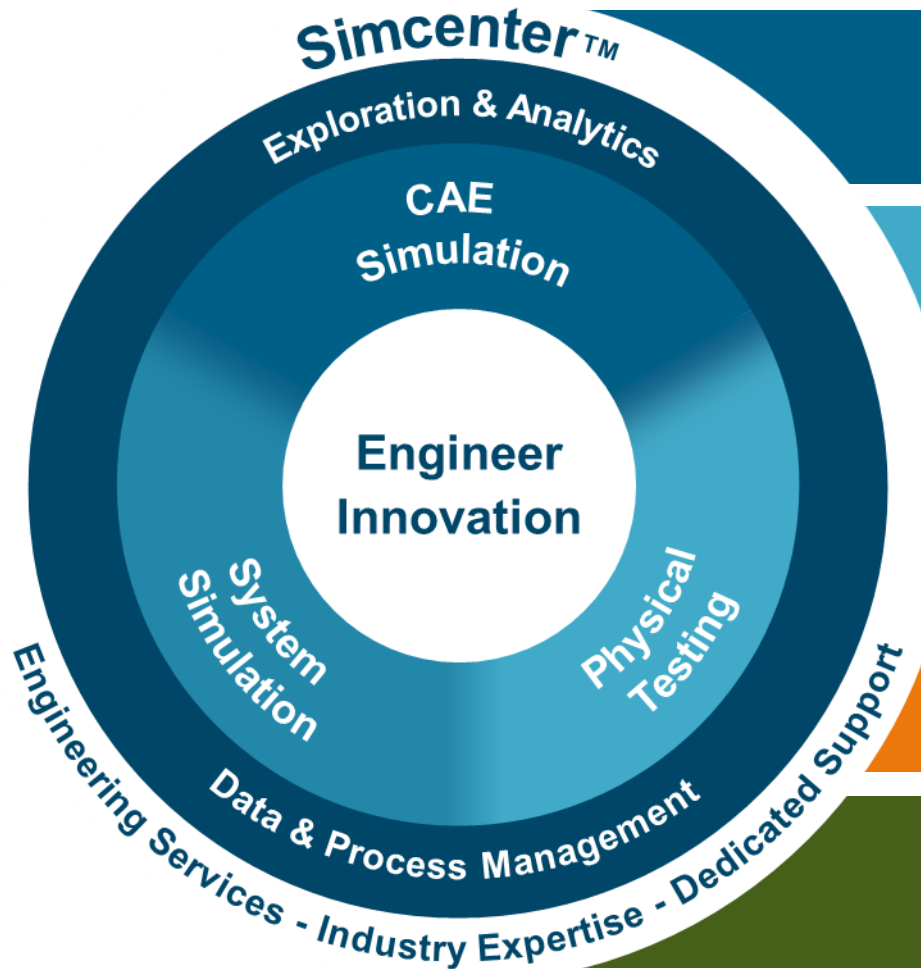 Simcenter™
Exploration & Analytics
CAE
Simulation
Engineer
Innovation
System
Simulation
Physical
Testing
Data & Process Management
Engineering Services - Industry Expertise - Dedicated Support